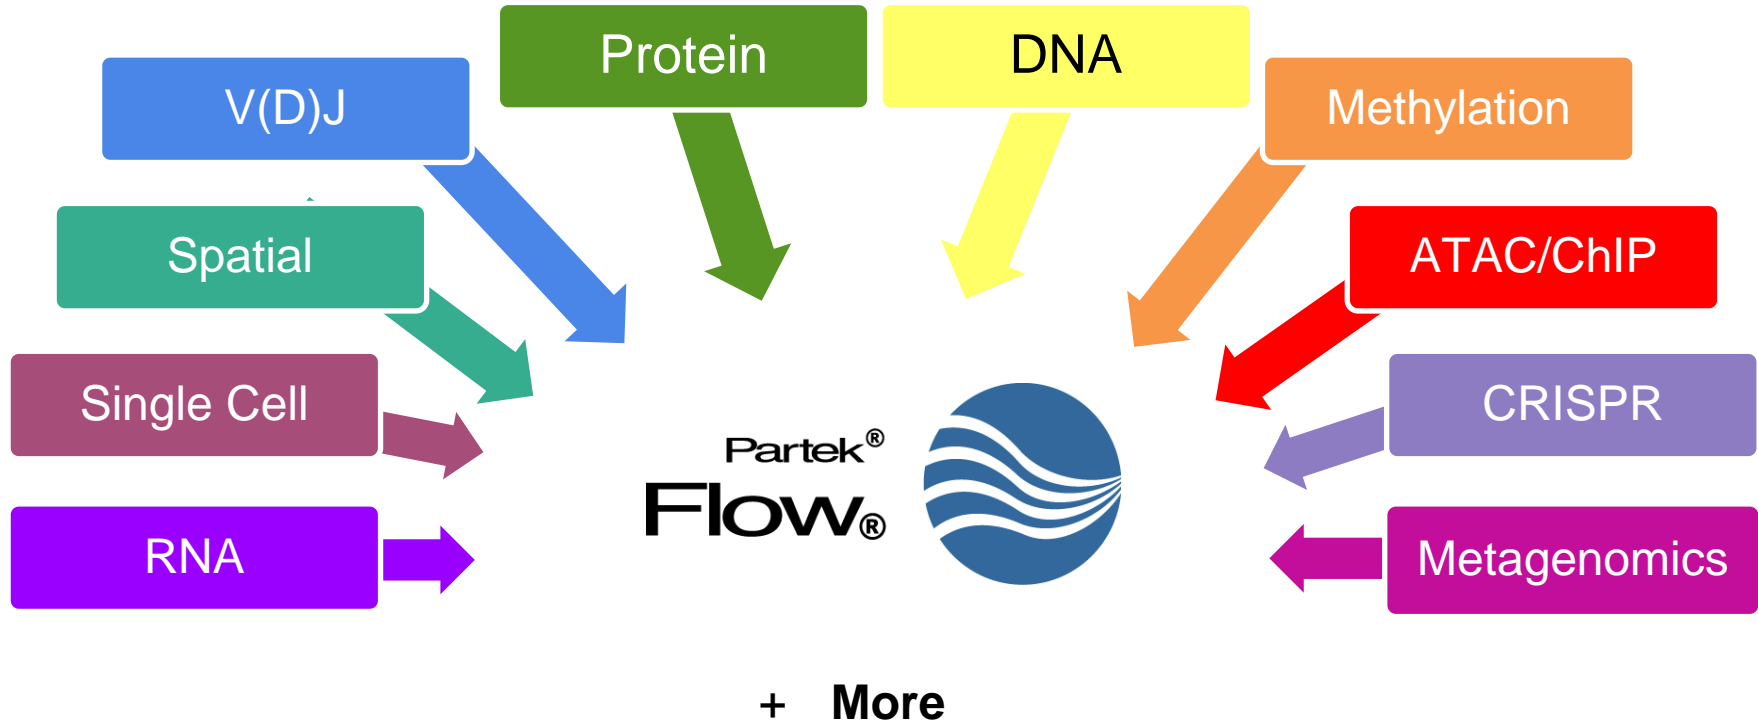 Protein
DNA
V(D)J
Methylation
Spatial
ATAC/ChIP
Single Cell
CRISPR
Partek®
Flow®
RNA
Metagenomics
+ More